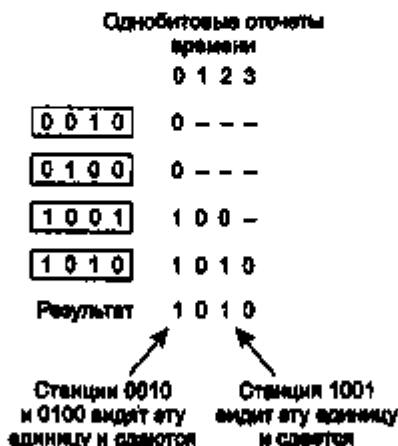 Однобитовые отсчеты
времени
0 1 2 3
0 0 1 0 0 – – –
0 1 0 0 0 – – –
1 0 0 1 1 0 0 –
1 0 1 0 1 0 1 0
Результат 1 0 1 0
Станции 0010 Станция 1001
и 0100 видят эту видит эту единицу
единицу и сдаются и сдается